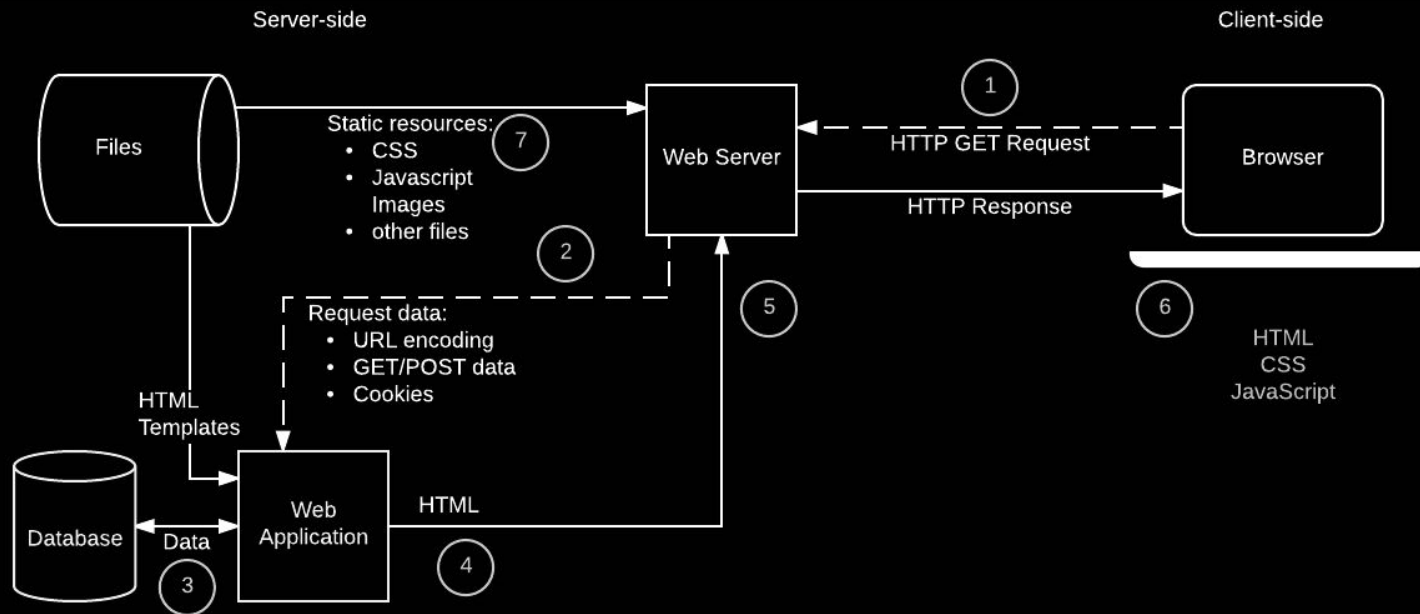 Server-side
Client-side
1
Files
Static resources:
• CSS
• Javascript
Images
• other files
7
Web Server
HTTP GET Request
HTTP Response
Browser
2
Request data:
• URL encoding
• GET/POST data
• Cookies
5
6
HTML
CSS
JavaScript
HTML
Templates
Database
Data
3
Web
Application
HTML
4